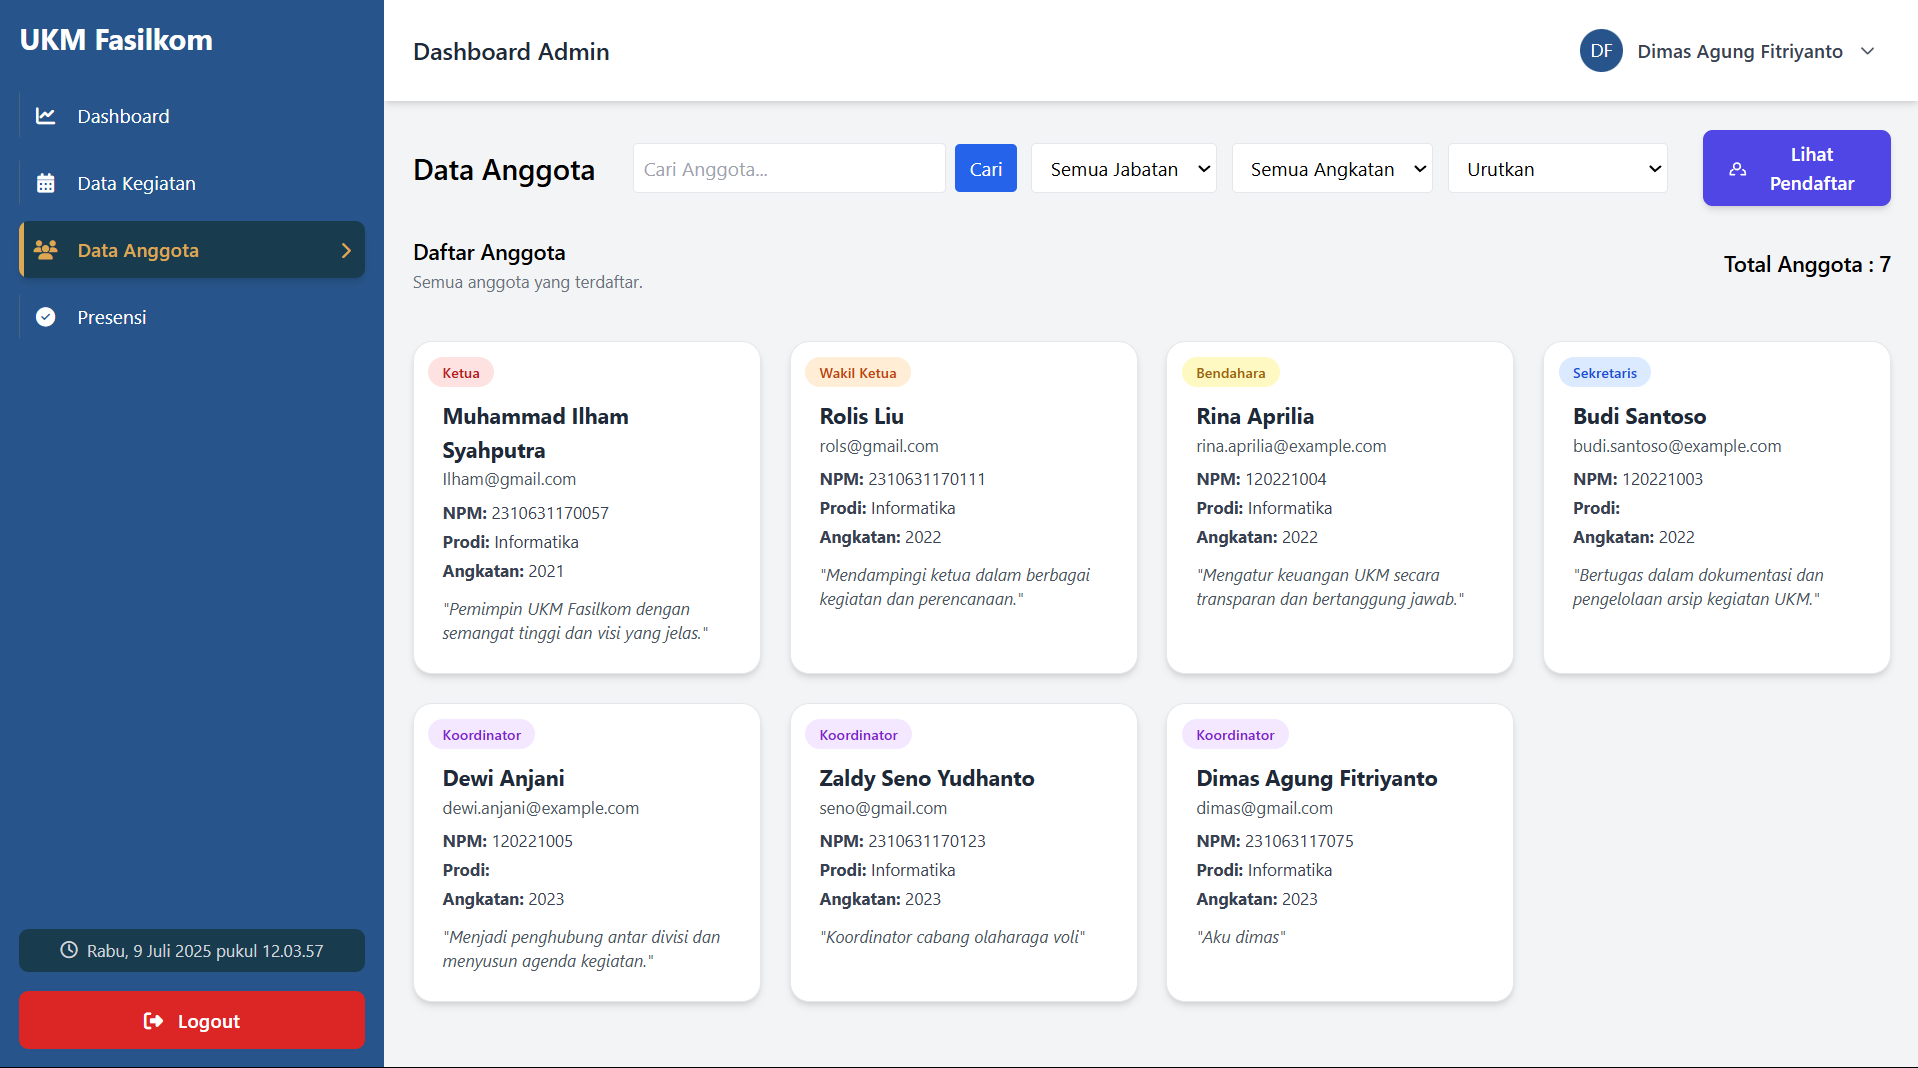 UKM Fasilkom
Dashboard
Data Kegiatan
Data Anggota
Presensi
Rabu, 9 Juli 2025 pukul 12.03.57
Logout
Dashboard Admin
DF
Dimas Agung Fitriyanto
Data Anggota
Cari Anggota...
Cari
Semua Jabatan
Semua Angkatan
Urutkan
Lihat
Pendaftar
Daftar Anggota
Semua anggota yang terdaftar.
Total Anggota : 7
Ketua
Muhammad Ilham
Syahputra
Ilham@gmail.com
NPM: 2310631170057
Prodi: Informatika
Angkatan: 2021
"Pemimpin UKM Fasilkom dengan
semangat tinggi dan visi yang jelas."
Wakil Ketua
Rolis Liu
rols@gmail.com
NPM: 2310631170111
Prodi: Informatika
Angkatan: 2022
"Mendampingi ketua dalam berbagai
kegiatan dan perencanaan."
Bendahara
Rina Aprilia
rina.aprilia@example.com
NPM: 120221004
Prodi: Informatika
Angkatan: 2022
"Mengatur keuangan UKM secara
transparan dan bertanggung jawab."
Sekretaris
Budi Santoso
budi.santoso@example.com
NPM: 120221003
Prodi:
Angkatan: 2022
"Bertugas dalam dokumentasi dan
pengelolaan arsip kegiatan UKM."
Koordinator
Dewi Anjani
dewi.anjani@example.com
NPM: 120221005
Prodi:
Angkatan: 2023
"Menjadi penghubung antar divisi dan
menyusun agenda kegiatan."
Koordinator
Zaldy Seno Yudhanto
seno@gmail.com
NPM: 2310631170123
Prodi: Informatika
Angkatan: 2023
"Koordinator cabang olaharaga voli"
Koordinator
Dimas Agung Fitriyanto
dimas@gmail.com
NPM: 231063117075
Prodi: Informatika
Angkatan: 2023
"Aku dimas"